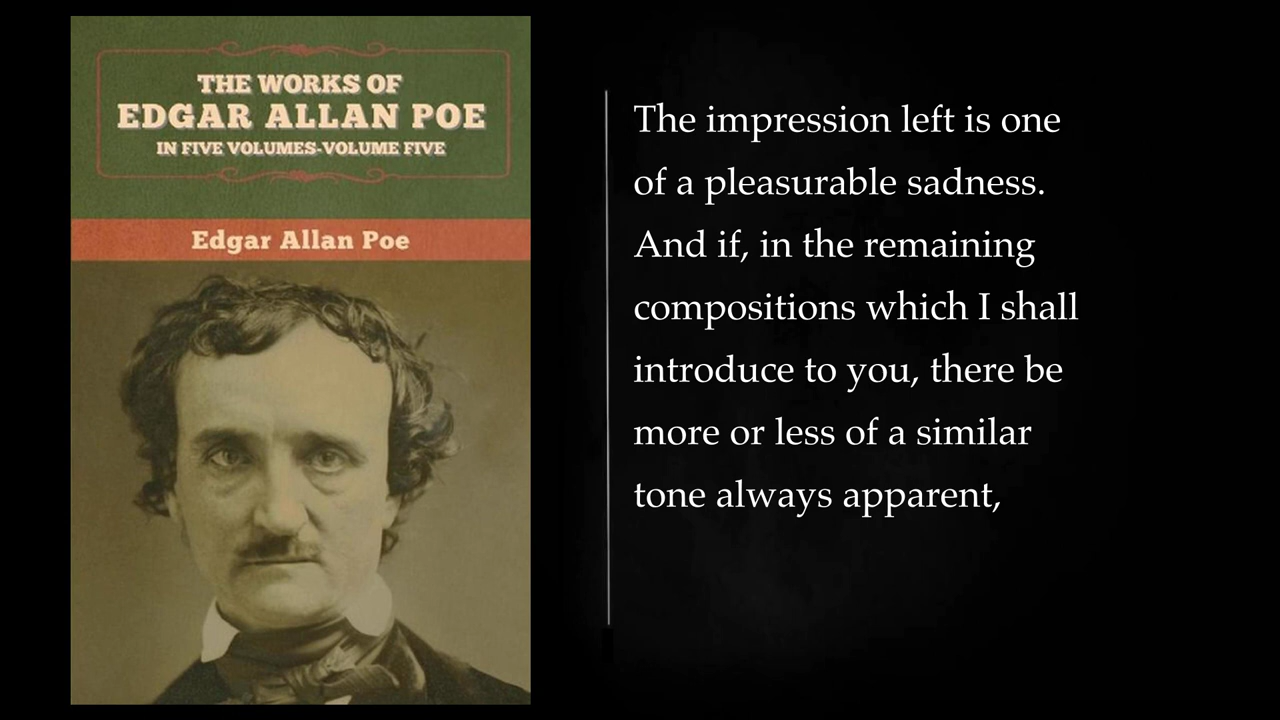 THE WORKS OF
EDGAR ALLAN POE
IN FIVE VOLUMES-VOLUME FIVE
Edgar Allan Poe
The impression left is one
of a pleasurable sadness.
And if, in the remaining
compositions which I shall
introduce to you, there be
more or less of a similar
tone always apparent,